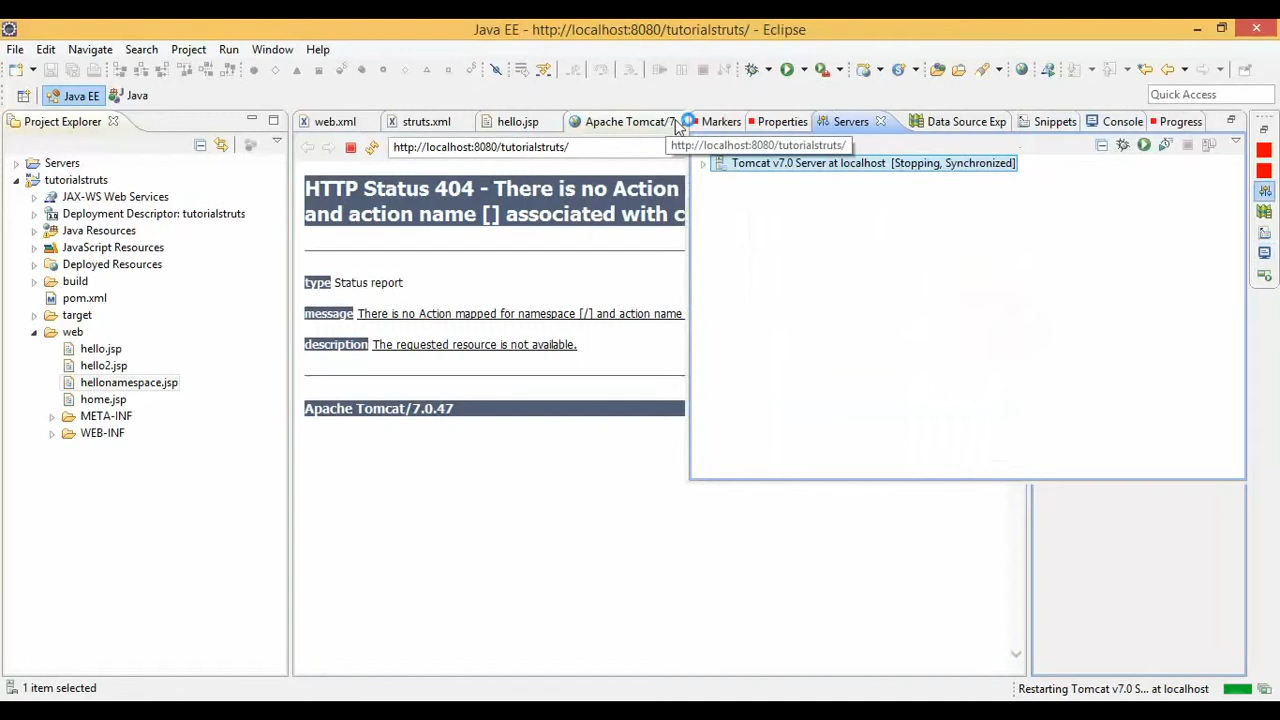 Java EE - http://localhost:8080/tutorialstruts/ - Eclipse
File Edit Navigate Search Project Run Window Help
Quick Access
Java EE Java
Project Explorer
Servers
tutorialstruts
JAX-WS Web Services
Deployment Descriptor: tutorialstruts
Java Resources
JavaScript Resources
Deployed Resources
build
pom.xml
target
web
hello.jsp
hello2.jsp
hellonamespace.jsp
home.jsp
META-INF
WEB-INF
web.xml struts.xml hello.jsp Apache Tomcat/7
http://localhost:8080/tutorialstruts/
HTTP Status 404 - There is no Action
and action name [] associated with c
type Status report
message There is no Action mapped for namespace [/] and action name
description The requested resource is not available.
Apache Tomcat/7.0.47
Markers Properties Servers Data Source Exp Snippets Console Progress
http://localhost:8080/tutorialstruts/
Tomcat v7.0 Server at localhost [Stopping, Synchronized]
1 item selected
Restarting Tomcat v7.0 S... at localhost